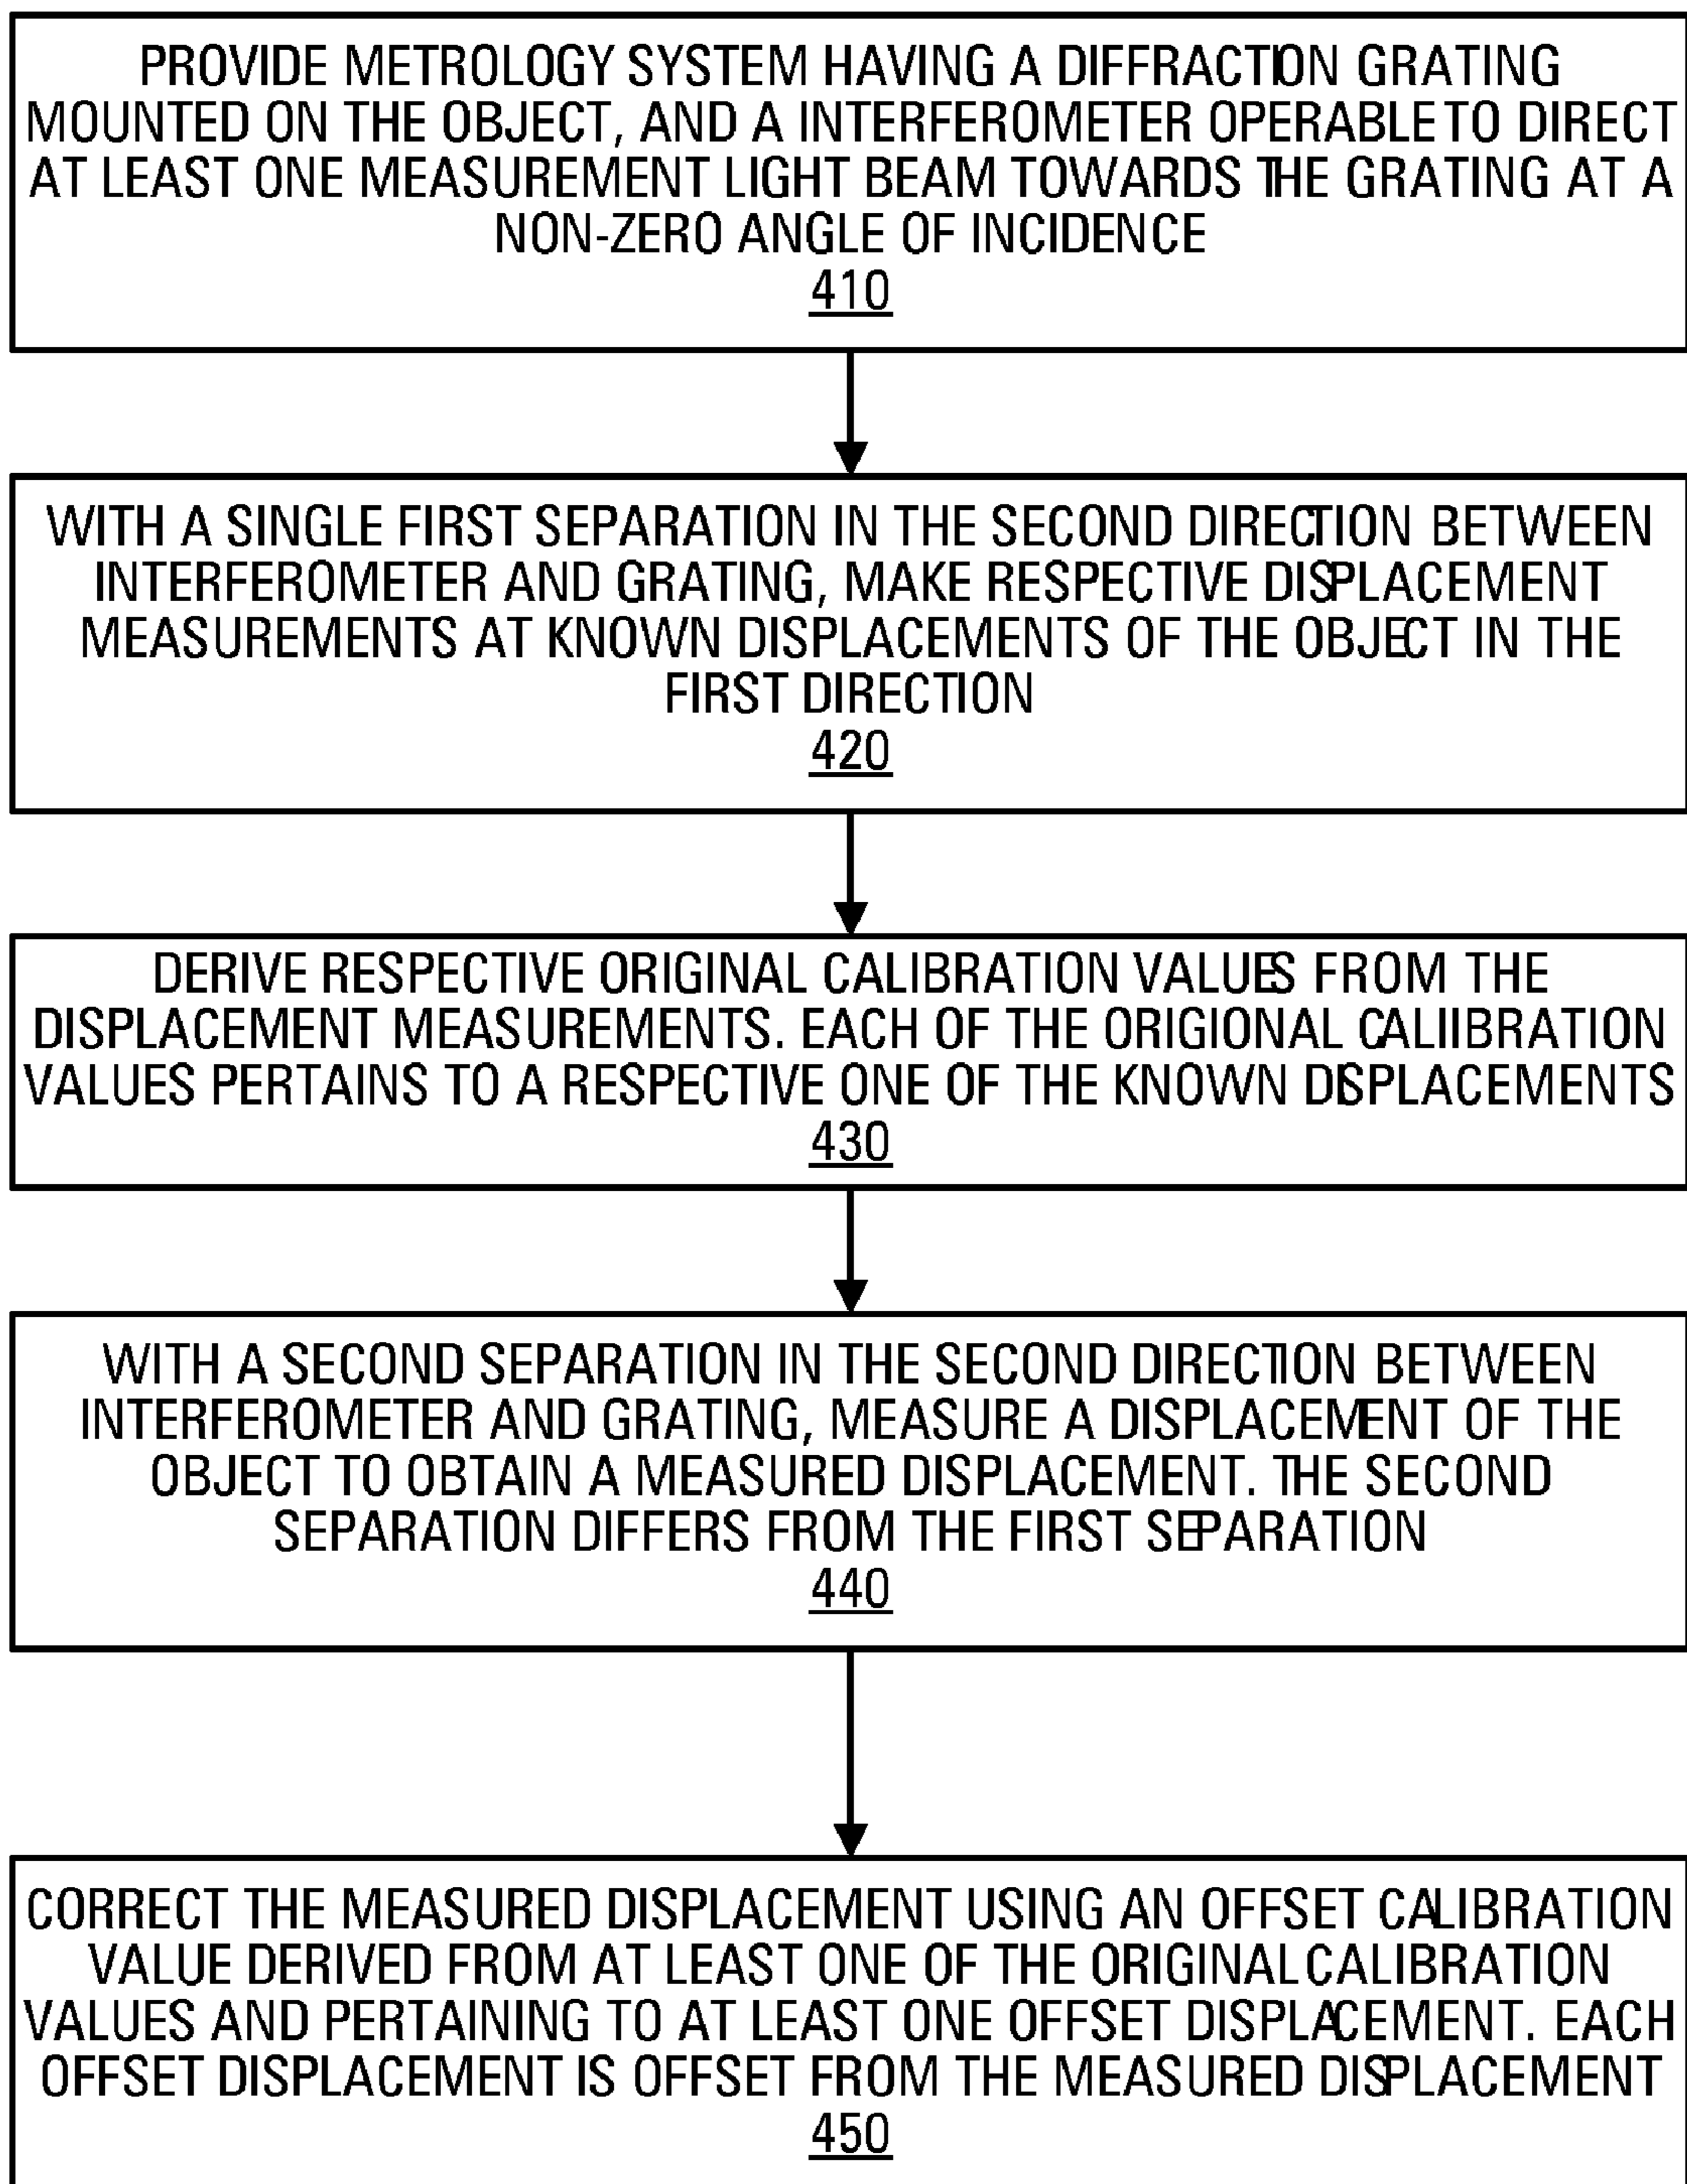 PROVIDE METROLOGY SYSTEM HAVING A DIFFRACTION GRATING
MOUNTED ON THE OBJECT, AND A INTERFEROMETER OPERABLE TO DIRECT
AT LEAST ONE MEASUREMENT LIGHT BEAM TOWARDS THE GRATING AT A
NON-ZERO ANGLE OF INCIDENCE
410
WITH A SINGLE FIRST SEPARATION IN THE SECOND DIRECTION BETWEEN
INTERFEROMETER AND GRATING, MAKE RESPECTIVE DISPLACEMENT
MEASUREMENTS AT KNOWN DISPLACEMENTS OF THE OBJECT IN THE
FIRST DIRECTION
420
DERIVE RESPECTIVE ORIGINAL CALIBRATION VALUES FROM THE
DISPLACEMENT MEASUREMENTS. EACH OF THE ORIGIONAL CALIIBRATION
VALUES PERTAINS TO A RESPECTIVE ONE OF THE KNOWN DISPLACEMENTS
430
WITH A SECOND SEPARATION IN THE SECOND DIRECTION BETWEEN
INTERFEROMETER AND GRATING, MEASURE A DISPLACEMENT OF THE
OBJECT TO OBTAIN A MEASURED DISPLACEMENT. THE SECOND
SEPARATION DIFFERS FROM THE FIRST SEPARATION
440
CORRECT THE MEASURED DISPLACEMENT USING AN OFFSET CALIBRATION
VALUE DERIVED FROM AT LEAST ONE OF THE ORIGINAL CALIBRATION
VALUES AND PERTAINING TO AT LEAST ONE OFFSET DISPLACEMENT. EACH
OFFSET DISPLACEMENT IS OFFSET FROM THE MEASURED DISPLACEMENT
450